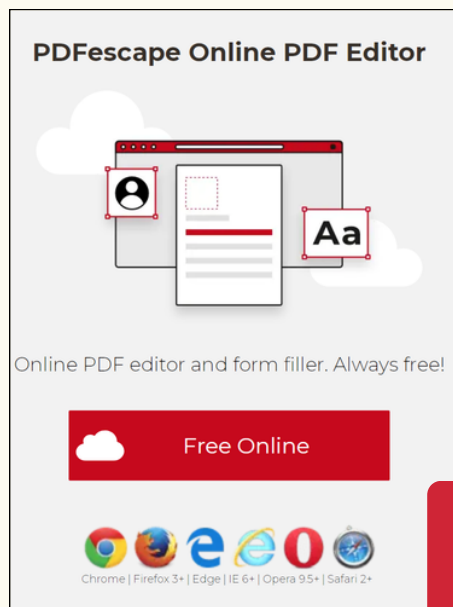 PDFescape Online PDF Editor
Aa
Online PDF editor and form filler. Always free!
Free Online
Chrome | Firefox 3+ | Edge | IE 6+ | Opera 9.5+ | Safari 2+